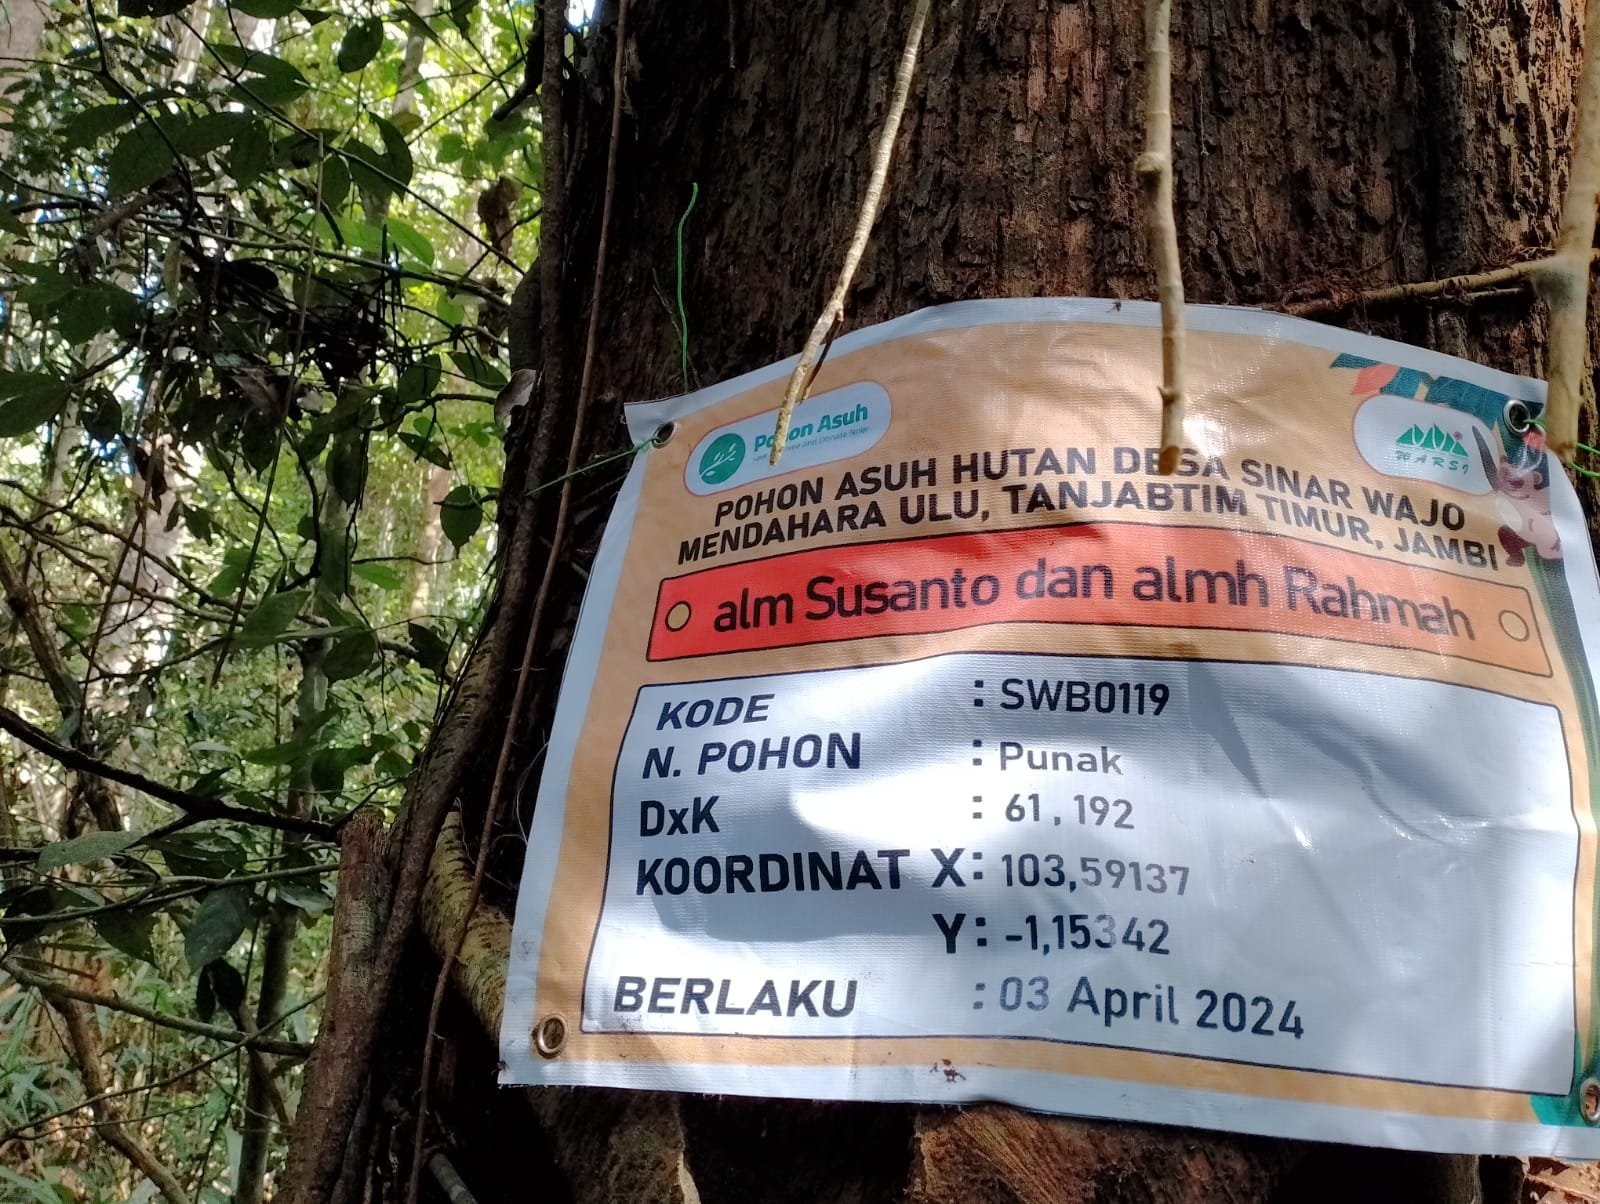 Pohon Asuh
WARSI
POHON ASUH HUTAN DESA SINAR WAJO
MENDAHARA ULU, TANJABTIM TIMUR, JAMBI
alm Susanto dan almh Rahmah
KODE : SWB0119
N. POHON : Punak
DxK : 61, 192
KOORDINAT X: 103,59137
Y: -1,15342
BERLAKU : 03 April 2024